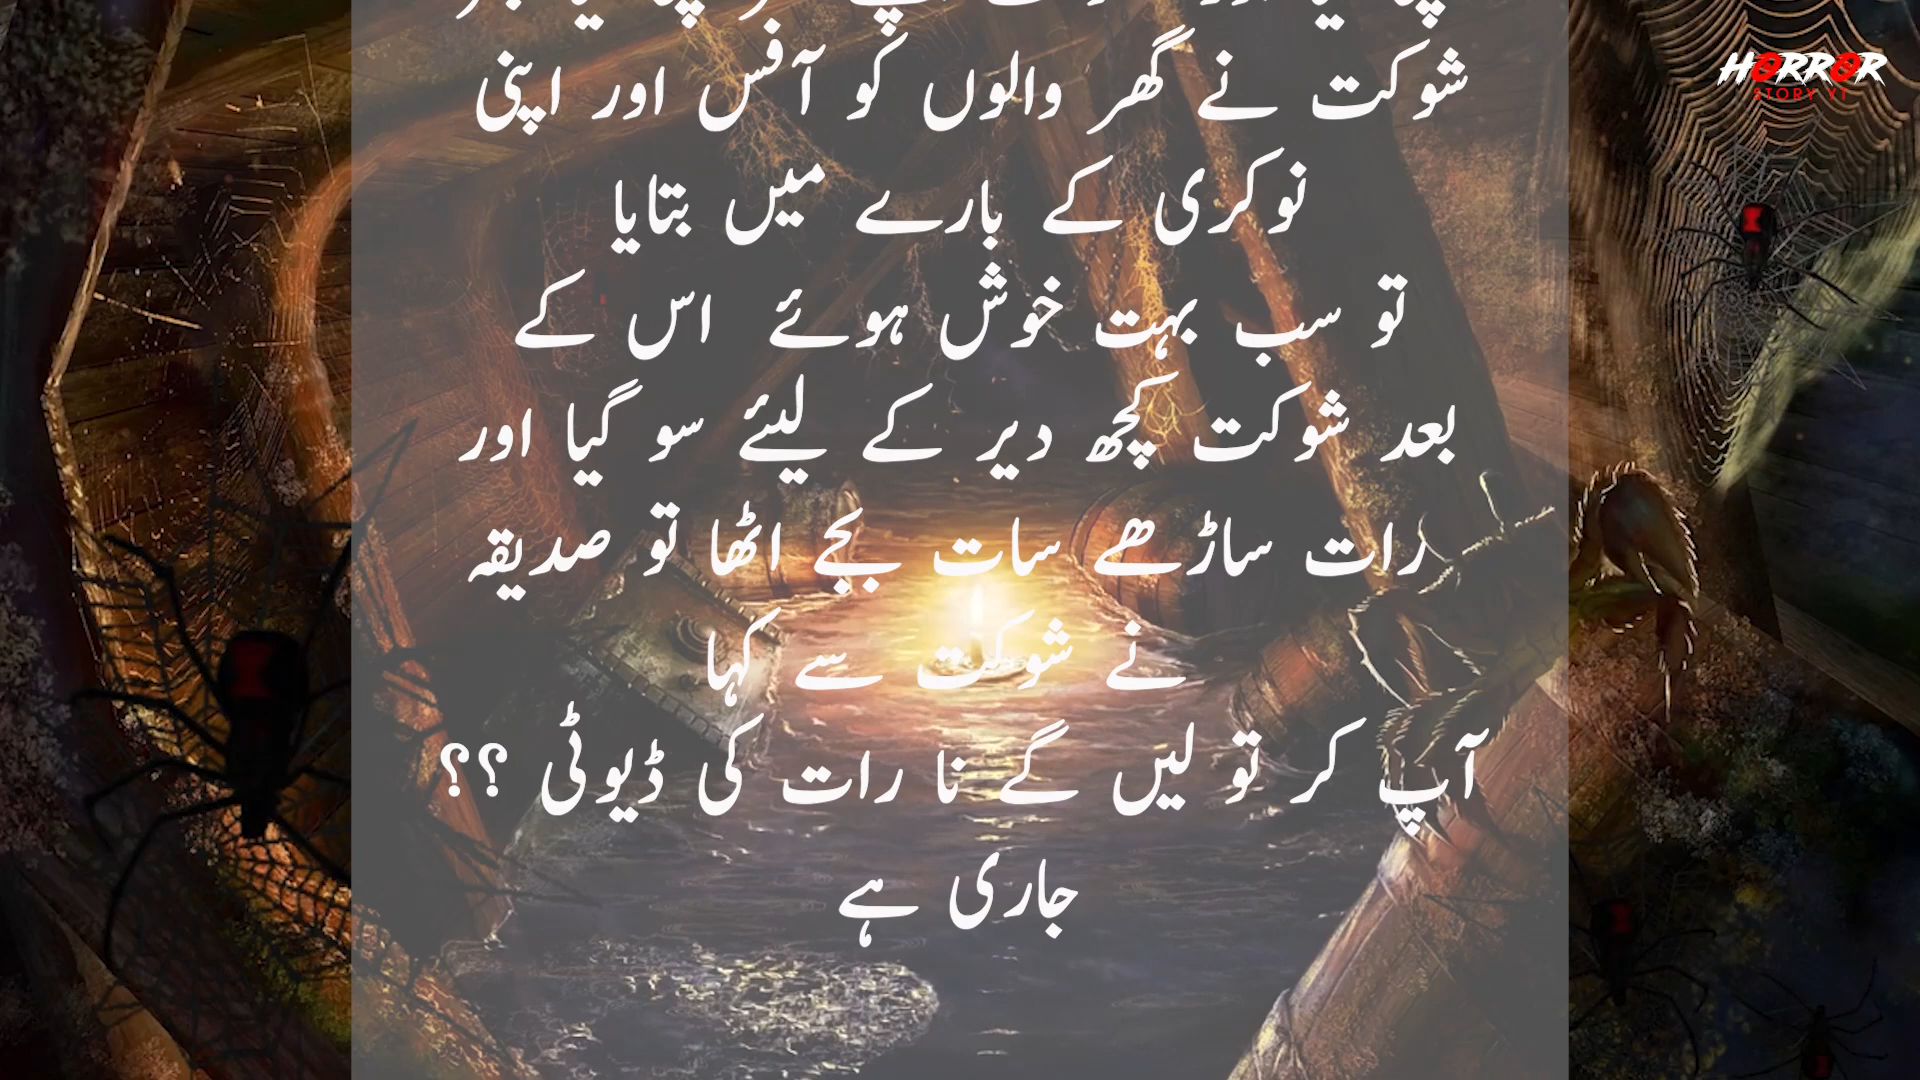 شوکت نے گھر والوں کو آفس اور اپنی
نوکری کے بارے میں بتایا
تو سب بہت خوش ہوئے اس کے
بعد شوکت کچھ دیر کے لیئے سو گیا اور
رات ساڑھے سات بجے اٹھا تو صدیقہ
نے شوکت سے کہا
آپ کر تو لیں گے نا رات کی ڈیوٹی ؟؟
جاری ہے
HORROR
STORY YT